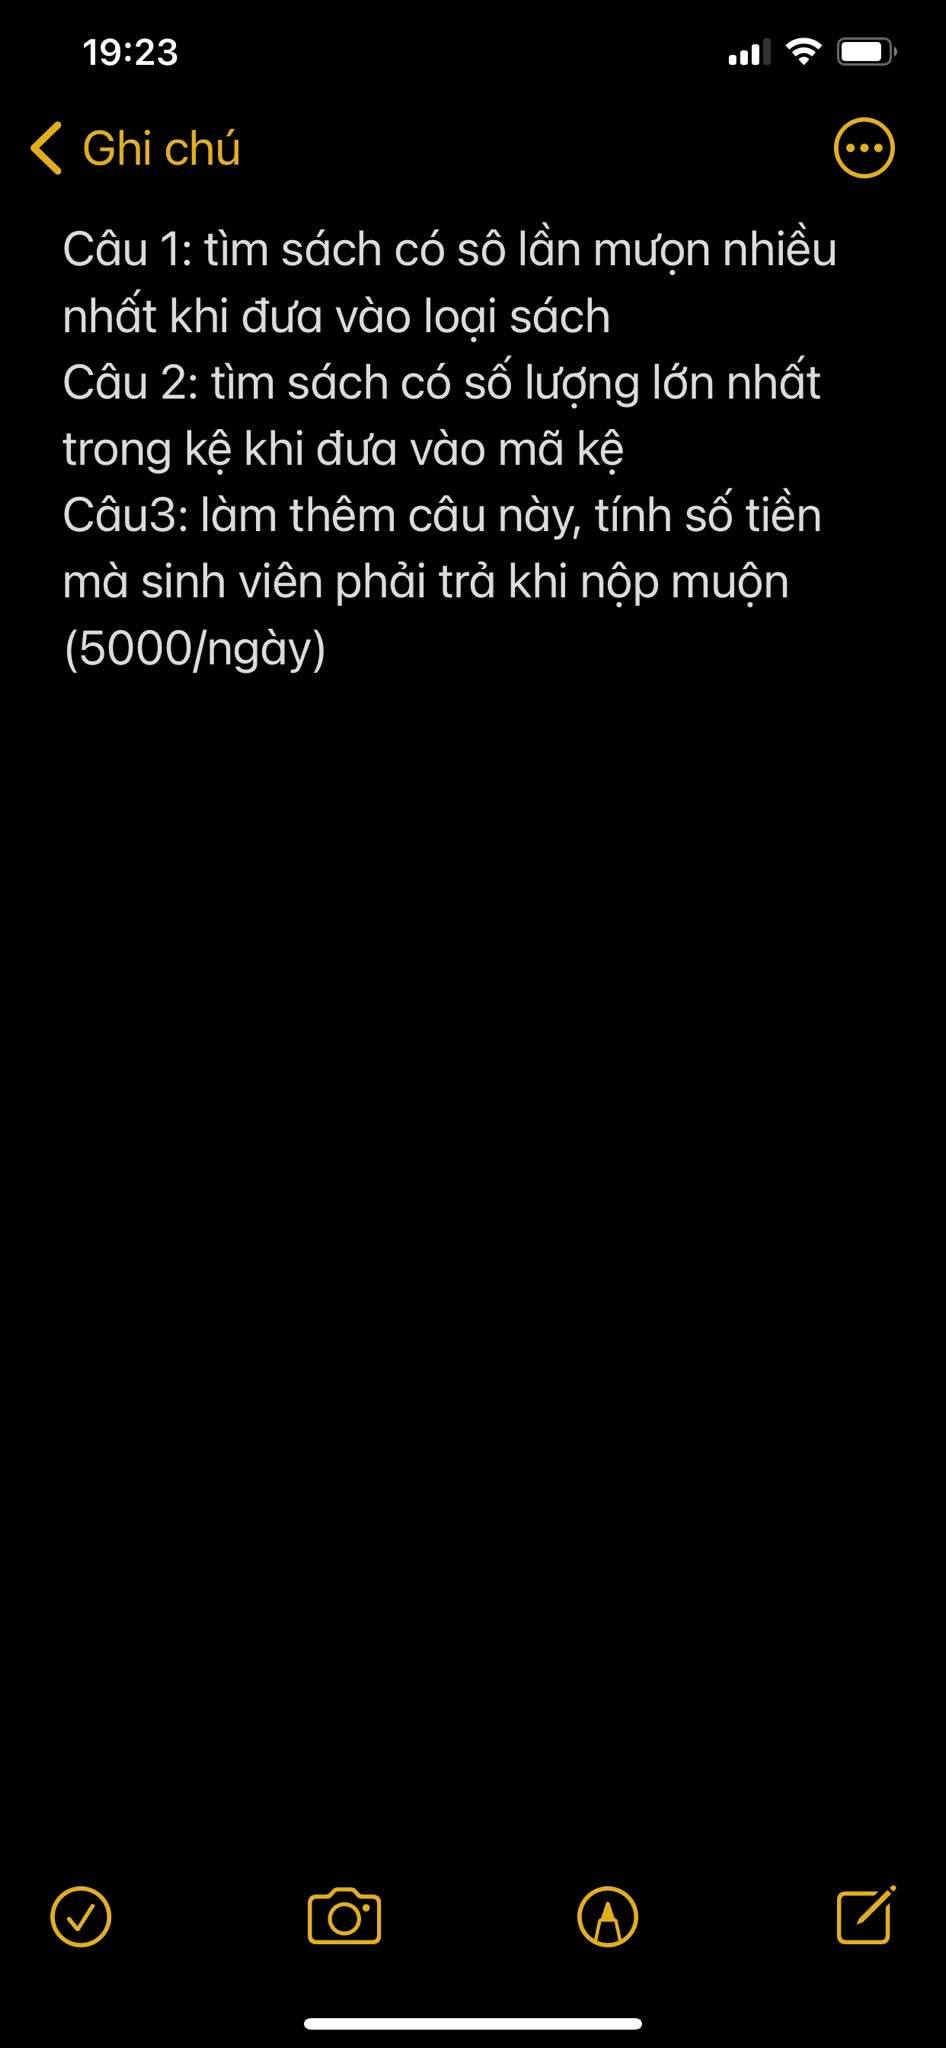 19:23
Ghi chú
Câu 1: tìm sách có sô lần mượn nhiều
nhất khi đưa vào loại sách
Câu 2: tìm sách có số lượng lớn nhất
trong kệ khi đưa vào mã kệ
Câu3: làm thêm câu này, tính số tiền
mà sinh viên phải trả khi nộp muộn
(5000/ngày)